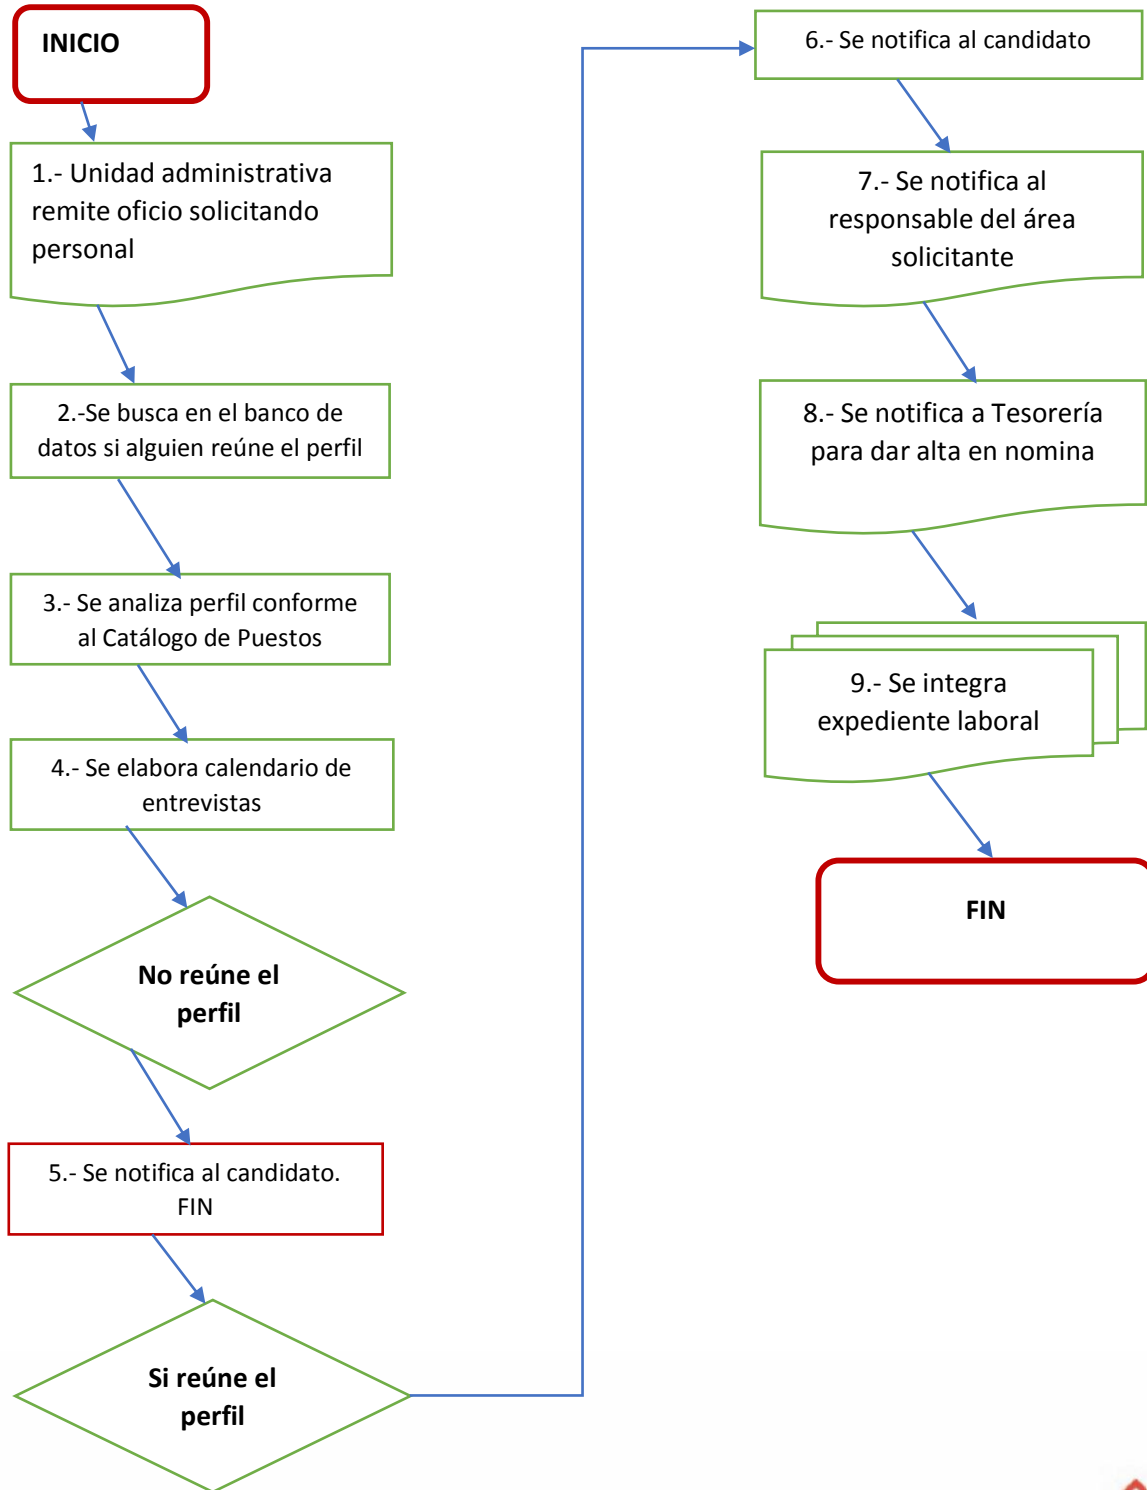 INICIO
1.- Unidad administrativa
remite oficio solicitando
personal
2.-Se busca en el banco de
datos si alguien reúne el perfil
3.- Se analiza perfil conforme
al Catálogo de Puestos
4.- Se elabora calendario de
entrevistas
No reúne el
perfil
5.- Se notifica al candidato.
FIN
Si reúne el
perfil
6.- Se notifica al candidato
7.- Se notifica al
responsable del área
solicitante
8.- Se notifica a Tesorería
para dar alta en nomina
9.- Se integra
expediente laboral
FIN